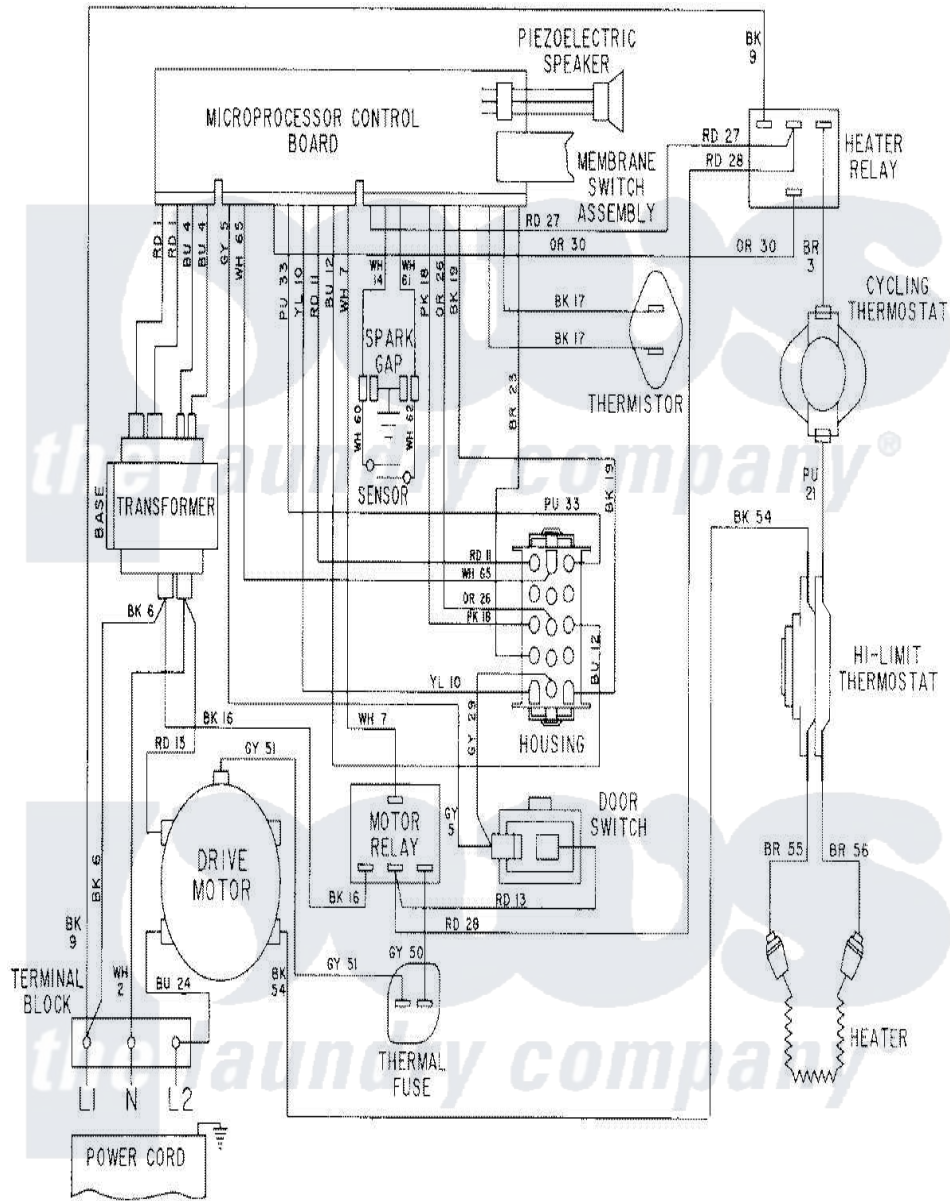 PIEZOELECTRIC
SPEAKER
BK
9
MICROPROCESSOR CONTROL
BOARD
RD 27
HEATER
RELAY
RD 28
MEMBRANE
SWITCH
ASSEMBLY
RD 1
RD 1
BU 4
BU 4
GY 5
WH 65
RD 27
OR 30
OR 30
BR
3
PU 33
YL 10
RD 11
BU 12
WH 7
WH
14
WH
61
PK 18
OR 26
BK 19
CYCLING
THERMOSTAT
BK 17
BK 17
SPARK
GAP
THERMISTOR
BR 23
WH 60
WH 62
SENSOR
the laundry company®
BASE
TRANSFORMER
BK 19
PU
21
PU 33
BK 54
RD 11
WH 65
OR 26
PK 18
BK 6
BU 12
HI-LIMIT
THERMOSTAT
YL 10
GY 29
BK 16
WH 7
HOUSING
RD 15
GY 51
MOTOR
RELAY
GY
5
DOOR
SWITCH
DRIVE
MOTOR
BR 55
BR 56
BK 6
BK 16
RD 13
RD 28
BK
9
WH
2
BU 24
BK
54
GY 51
GY 50
TERMINAL
BLOCK
HEATER
THERMAL
FUSE
the laundry company®
L1 N L2
POWER CORD